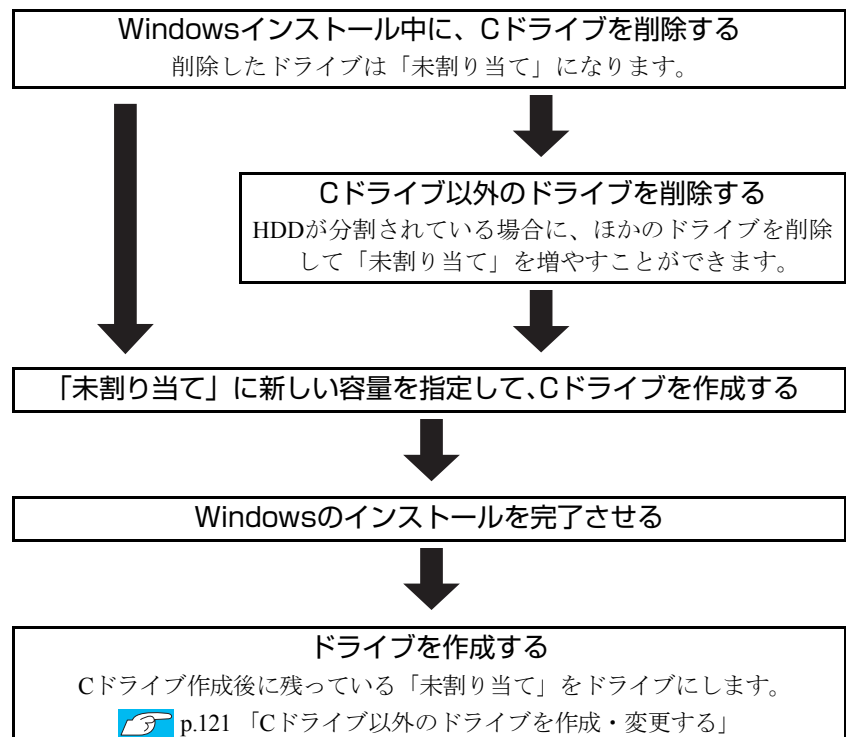 Windowsインストール中に、Cドライブを削除する
削除したドライブは「未割り当て」になります。
Cドライブ以外のドライブを削除する
HDDが分割されている場合に、ほかのドライブを削除
して「未割り当て」を増やすことができます。
「未割り当て」に新しい容量を指定して、Cドライブを作成する
Windowsのインストールを完了させる
ドライブを作成する
Cドライブ作成後に残っている「未割り当て」をドライブにします。
p.121 「Cドライブ以外のドライブを作成・変更する」